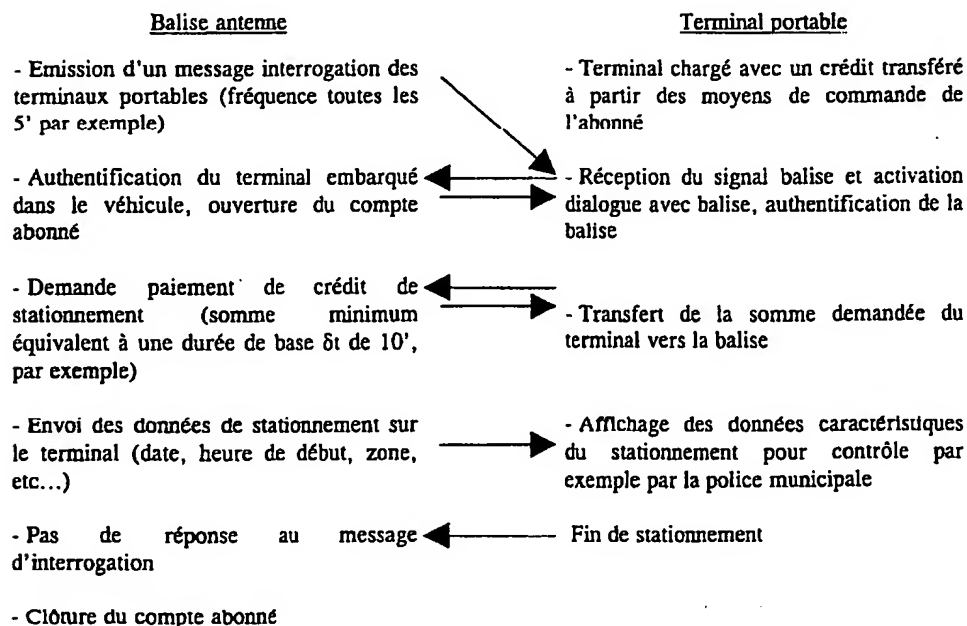 Balise antenne
Terminal portable
- Emission d'un message interrogation des
terminaux portables (fréquence toutes les
5' par exemple)
- Terminal chargé avec un crédit transféré
à partir des moyens de commande de
l'abonné
- Authentification du terminal embarqué
dans le véhicule, ouverture du compte
abonné
- Réception du signal balise et activation
dialogue avec balise, authentification de la
balise
- Demande paiement de crédit de
stationnement (somme minimum
équivalent à une durée de base δt de 10',
par exemple)
- Transfert de la somme demandée du
terminal vers la balise
- Envoi des données de stationnement sur
le terminal (date, heure de début, zone,
etc...)
- Affichage des données caractéristiques
du stationnement pour contrôle par
exemple par la police municipale
- Pas de réponse au message
d'interrogation
Fin de stationnement
- Clôture du compte abonné